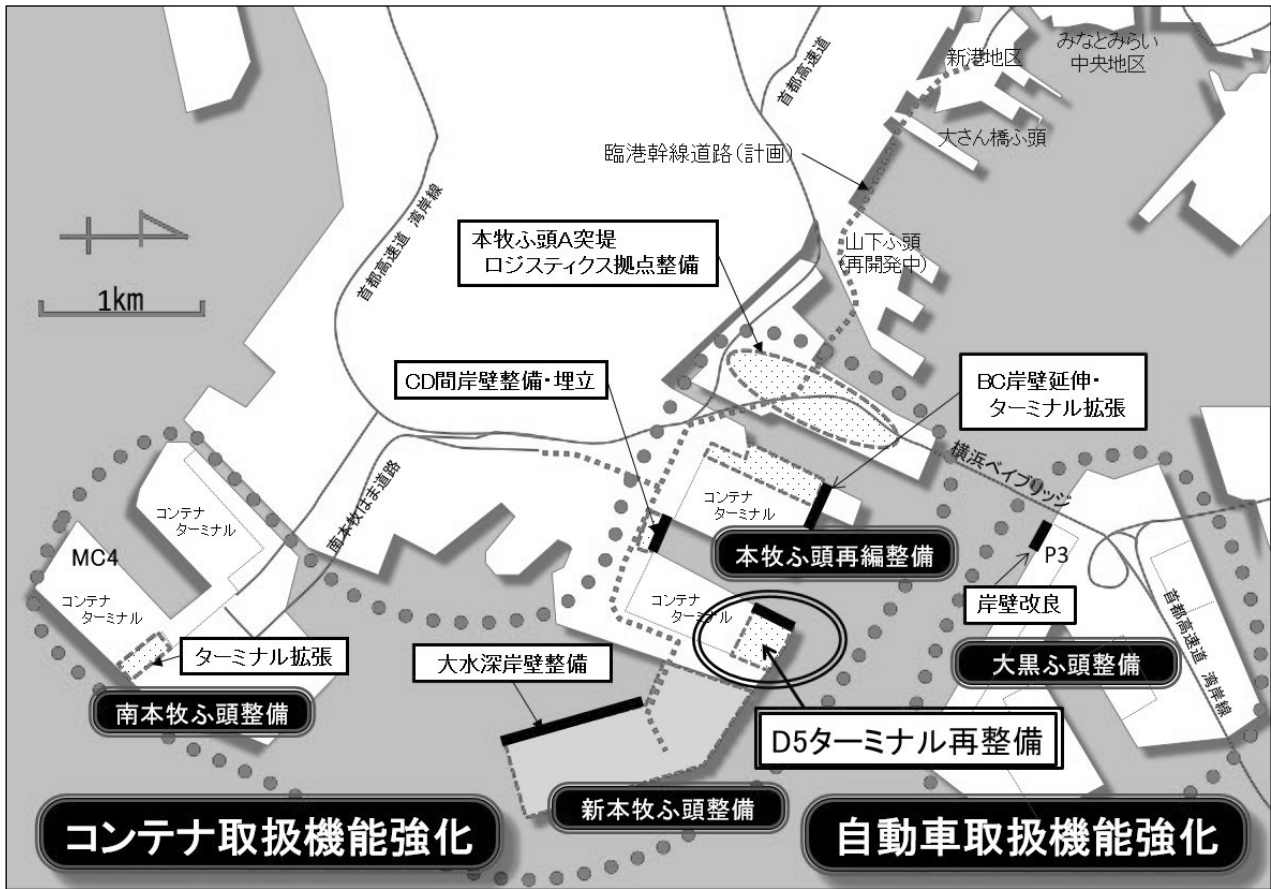 みなとみらい
中央地区
新港地区
首都高速道
大さん橋ふ頭
臨港幹線道路(計画)
山下ふ頭
(再開発中)
本牧ふ頭A突堤
ロジスティクス拠点整備
首都高速道 湾岸線
1km
CD間岸壁整備・埋立
BC岸壁延伸・
ターミナル拡張
横浜ベイブリッジ
コンテナ
ターミナル
南本牧はま道路
コンテナ
ターミナル
MC4
コンテナ
ターミナル
本牧ふ頭再編整備
P3
岸壁改良
コンテナ
ターミナル
首都高速道 湾岸線
ターミナル拡張
大水深岸壁整備
大黒ふ頭整備
南本牧ふ頭整備
D5ターミナル再整備
新本牧ふ頭整備
コンテナ取扱機能強化
自動車取扱機能強化